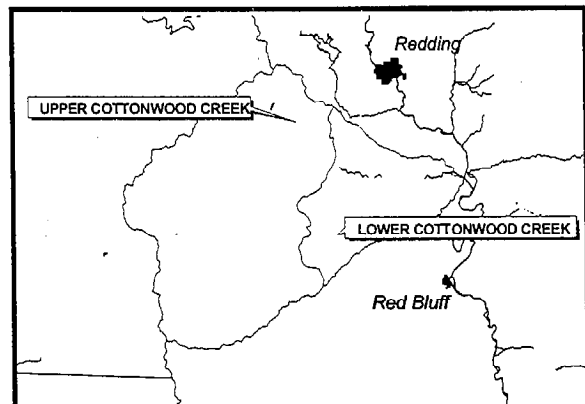 Redding
UPPER COTTONWOOD CREEK
LOWER COTTONWOOD CREEK
Red Bluff